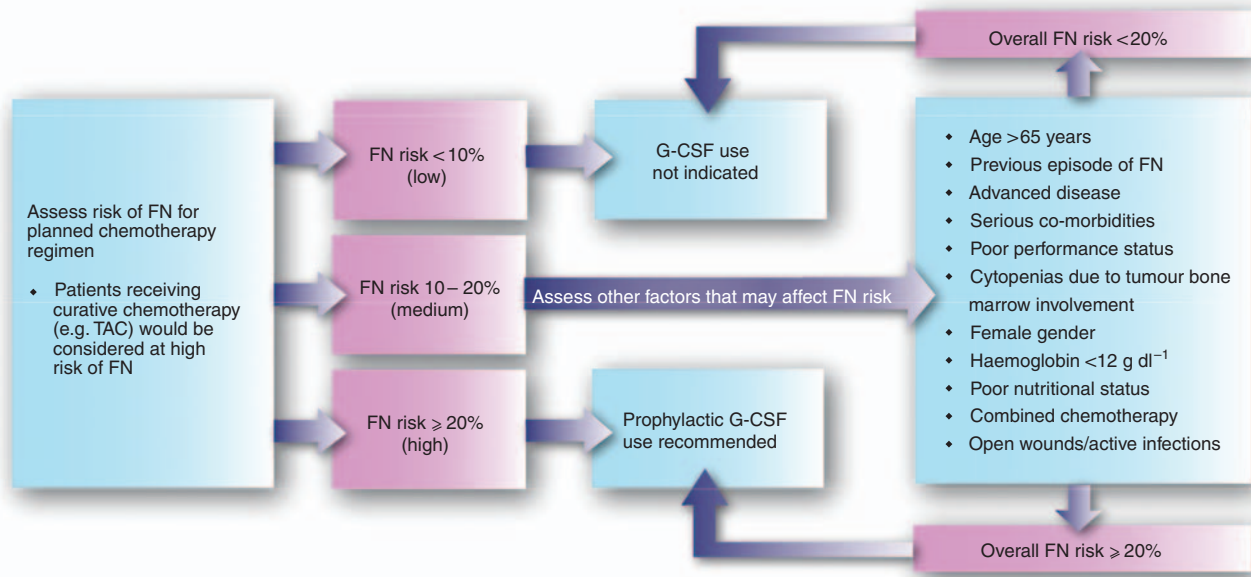 Assess risk of FN for
planned chemotherapy
regimen
◆ Patients receiving
curative chemotherapy
(e.g. TAC) would be
considered at high
risk of FN
FN risk <10%
(low)
FN risk 10–20%
(medium)
FN risk ⩾ 20%
(high)
G-CSF use
not indicated
Assess other factors that may affect FN risk
Prophylactic G-CSF
use recommended
Overall FN risk <20%
◆ Age >65 years
◆ Previous episode of FN
◆ Advanced disease
◆ Serious co-morbidities
◆ Poor performance status
◆ Cytopenias due to tumour bone
marrow involvement
◆ Female gender
◆ Haemoglobin <12 g dl⁻¹
◆ Poor nutritional status
◆ Combined chemotherapy
◆ Open wounds/active infections
Overall FN risk ⩾ 20%